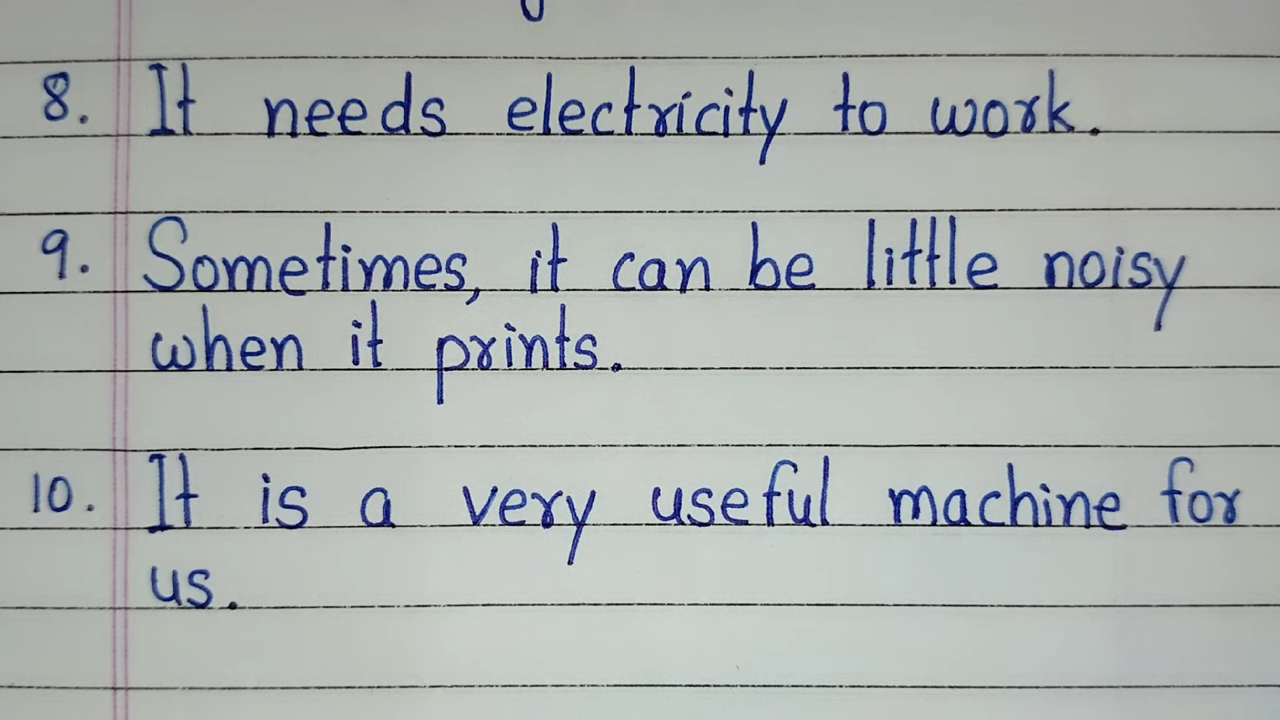 8. It needs electricity to work.
9. Sometimes, it can be little noisy
when it prints.
10. It is a very useful machine for
us.